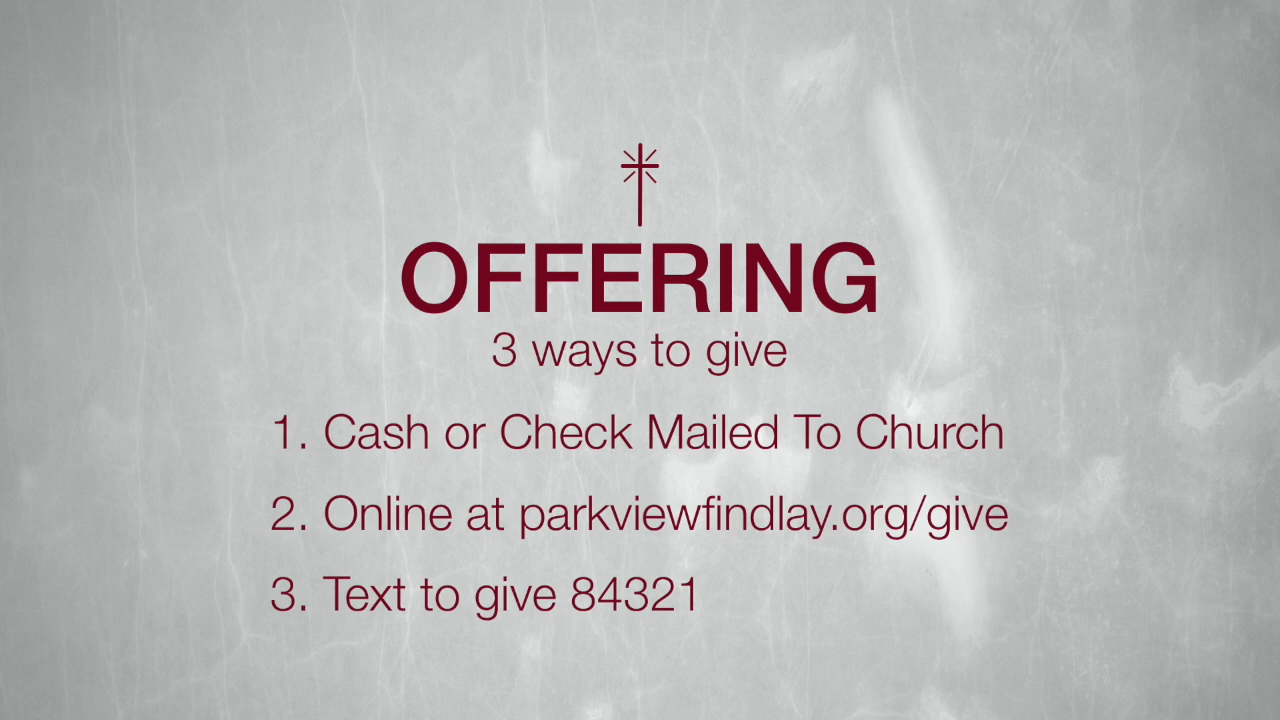 OFFERING
3 ways to give
1. Cash or Check Mailed To Church
2. Online at parkviewfindlay.org/give
3. Text to give 84321